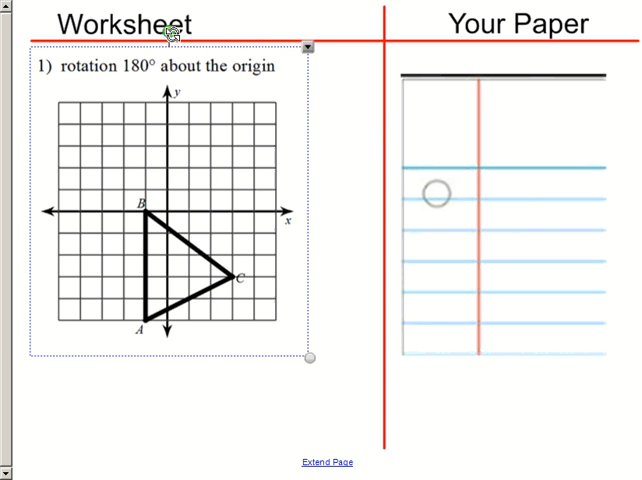 Worksheet
Your Paper
1) rotation 180° about the origin
y
B
x
C
A
Extend Page